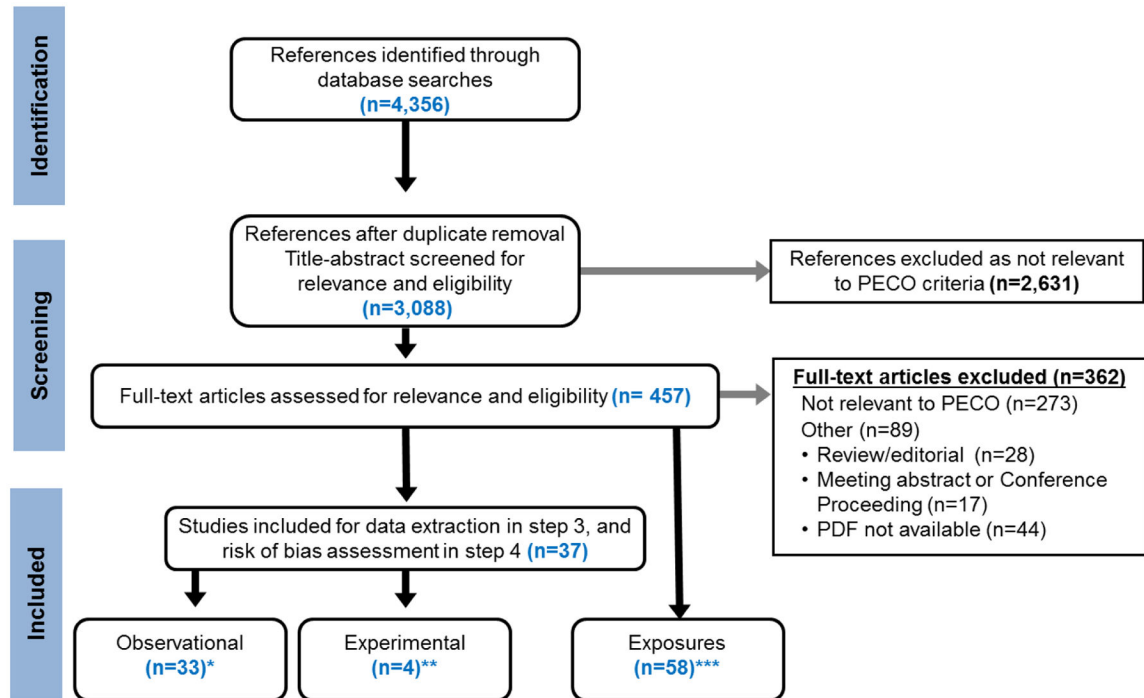 Identification
References identified through
database searches
(n=4,356)
Screening
References after duplicate removal
Title-abstract screened for
relevance and eligibility
(n=3,088)
References excluded as not relevant
to PECO criteria (n=2,631)
Full-text articles assessed for relevance and eligibility (n= 457)
Full-text articles excluded (n=362)
Not relevant to PECO (n=273)
Other (n=89)
• Review/editorial (n=28)
• Meeting abstract or Conference
Proceeding (n=17)
• PDF not available (n=44)
Included
Studies included for data extraction in step 3, and
risk of bias assessment in step 4 (n=37)
Observational
(n=33)*
Experimental
(n=4)**
Exposures
(n=58)***